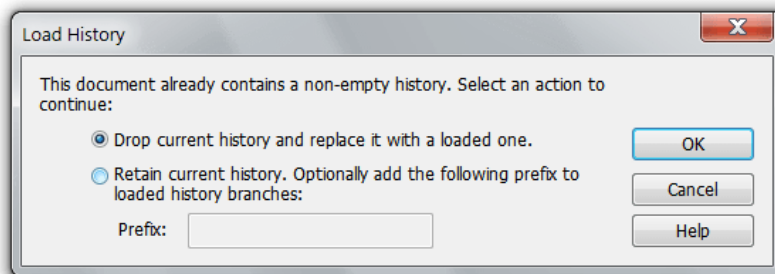 Load History
This document already contains a non-empty history. Select an action to
continue:
Drop current history and replace it with a loaded one.
OK
Retain current history. Optionally add the following prefix to
loaded history branches:
Cancel
Prefix:
Help